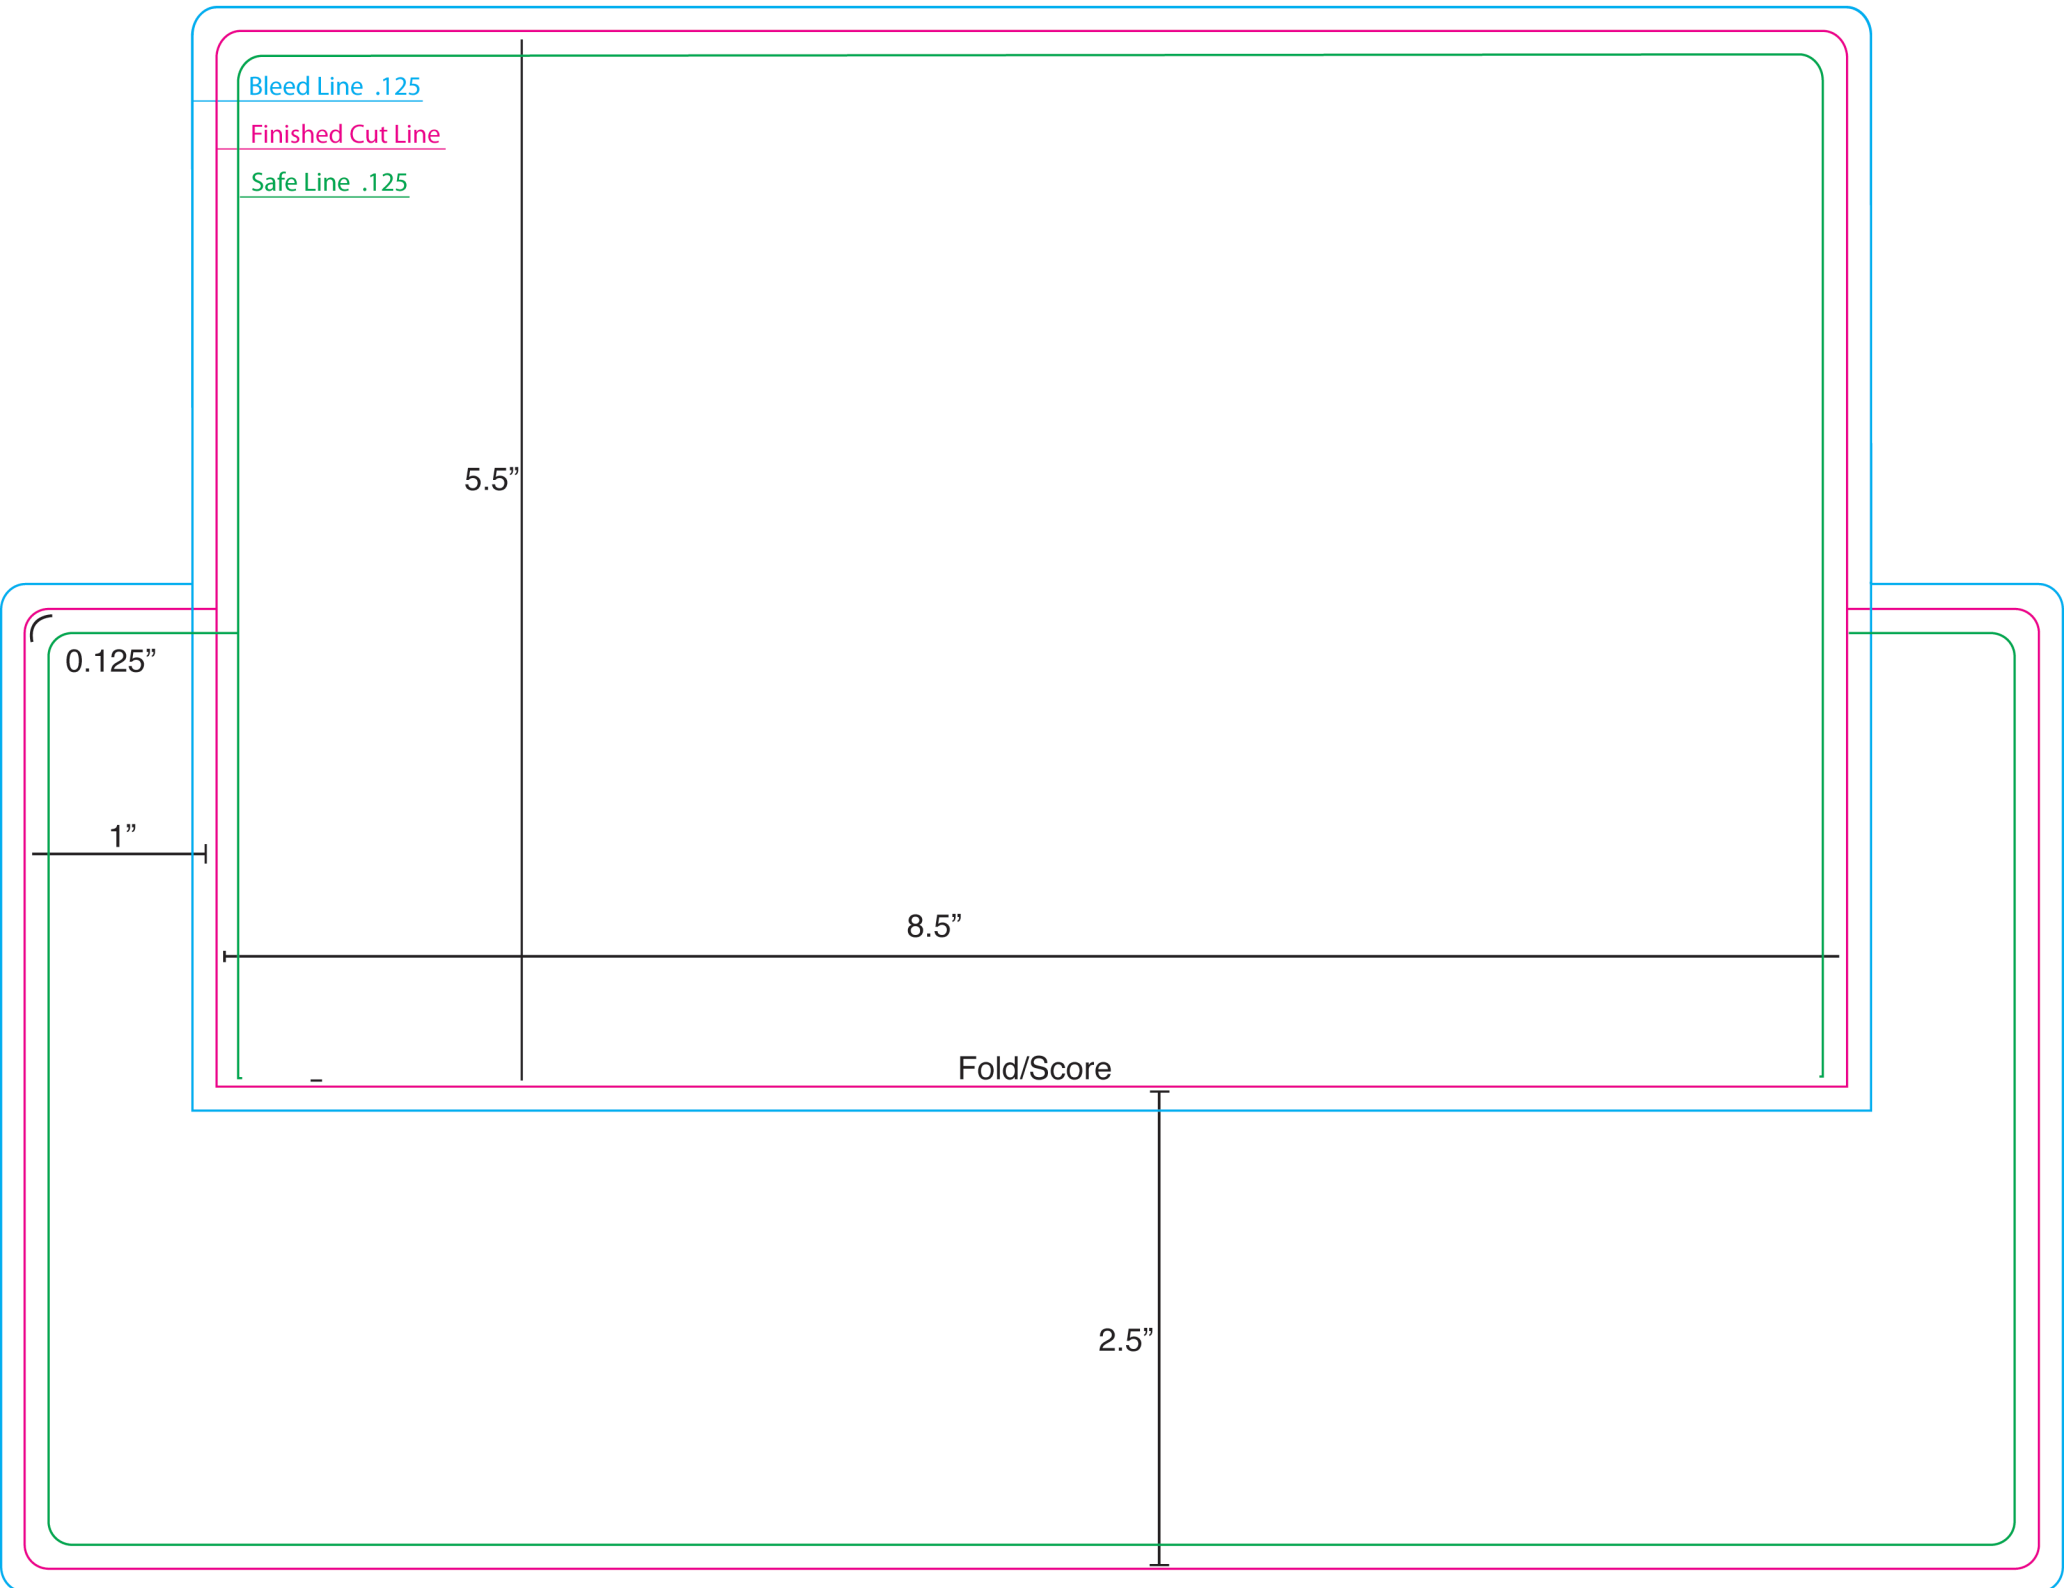 Bleed Line .125
Finished Cut Line
Safe Line .125
5.5”
0.125”
1”
8.5”
Fold/Score
2.5”